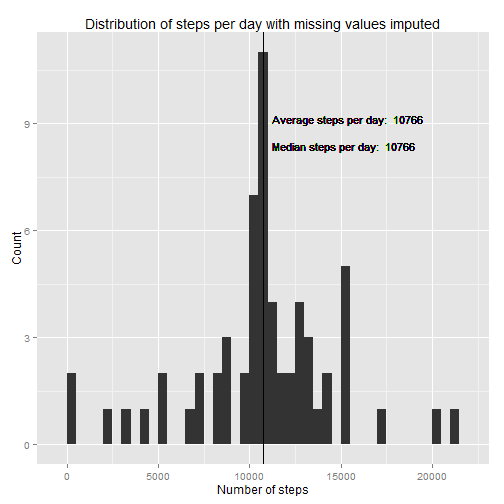 Distribution of steps per day with missing values imputed
Average steps per day:  10766
Median steps per day:  10766
9
6
3
0
Count
0 5000 10000 15000 20000
Number of steps